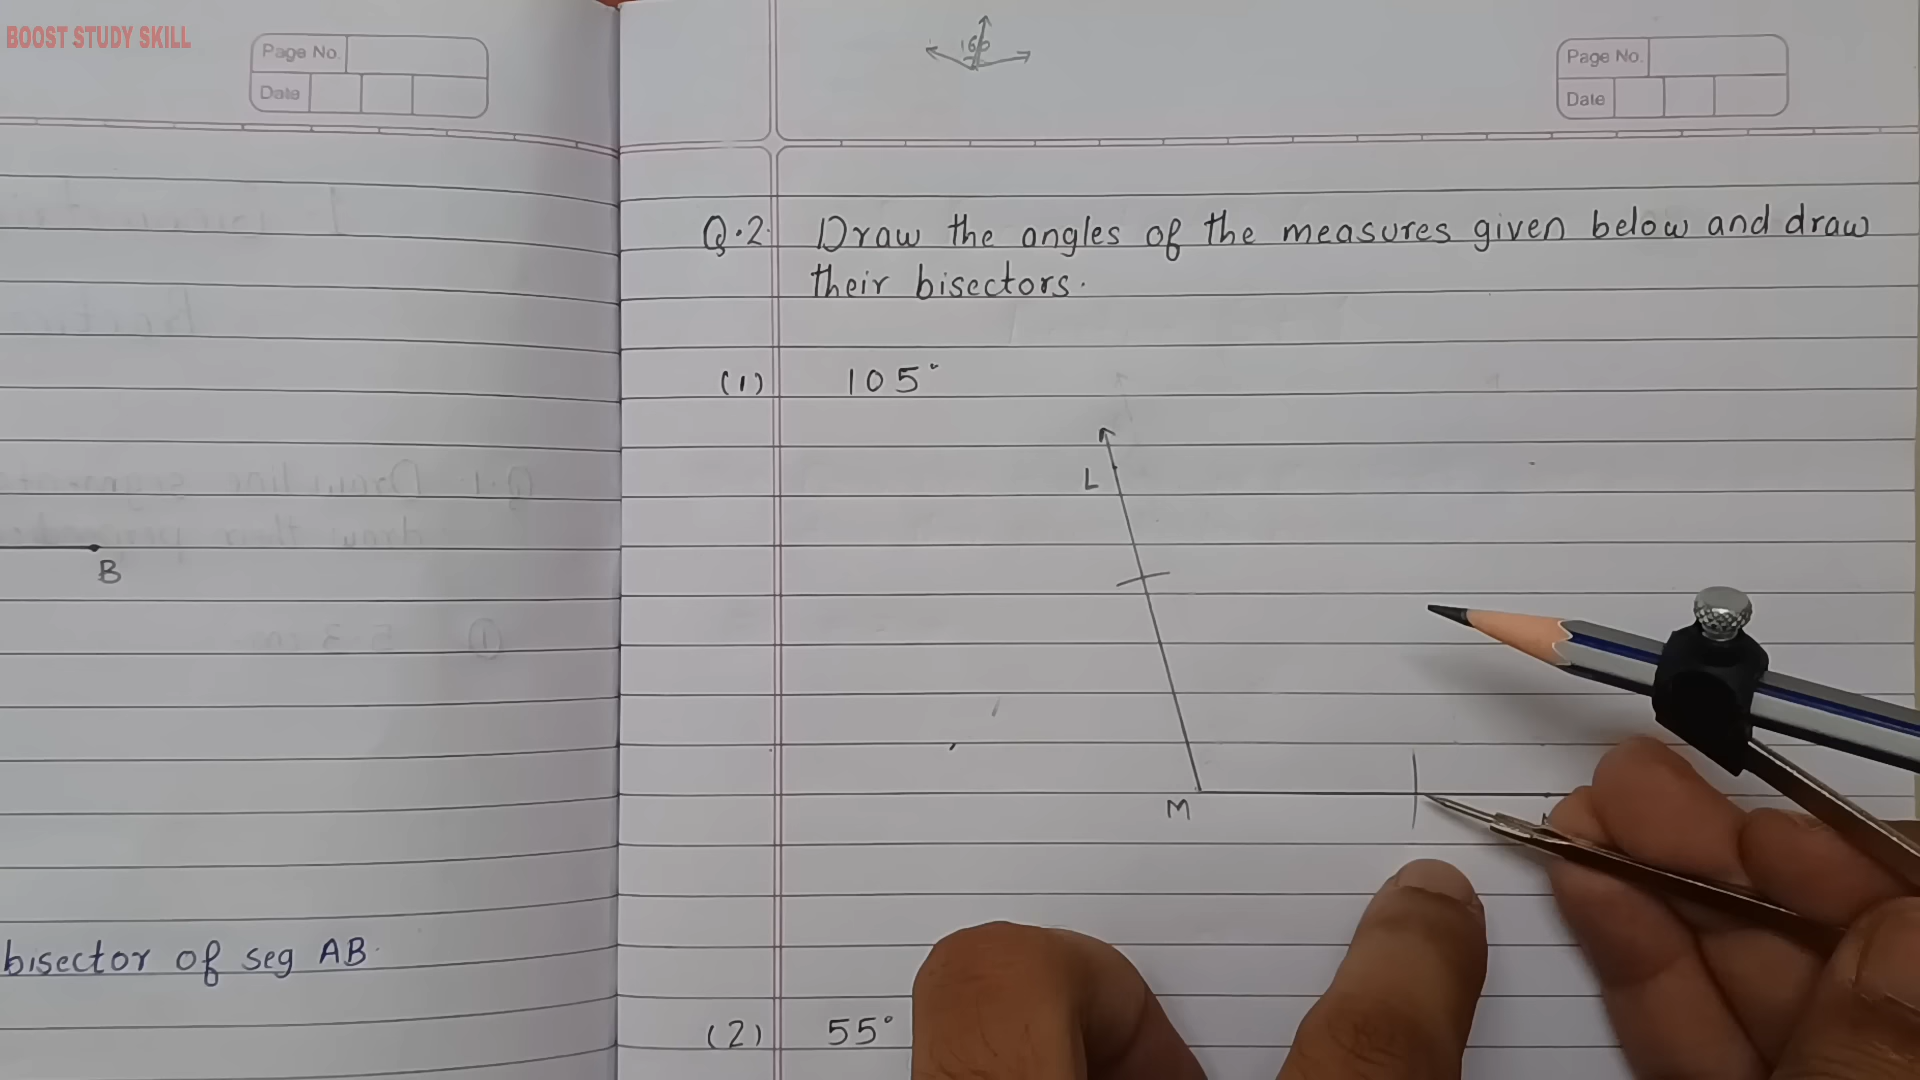 BOOST STUDY SKILL
Page No.
Date
B
bisector of seg AB.
160
Page No.
Date
Q.2. Draw the angles of the measures given below and draw
their bisectors.
(1) 105°
L
M
(2) 55°